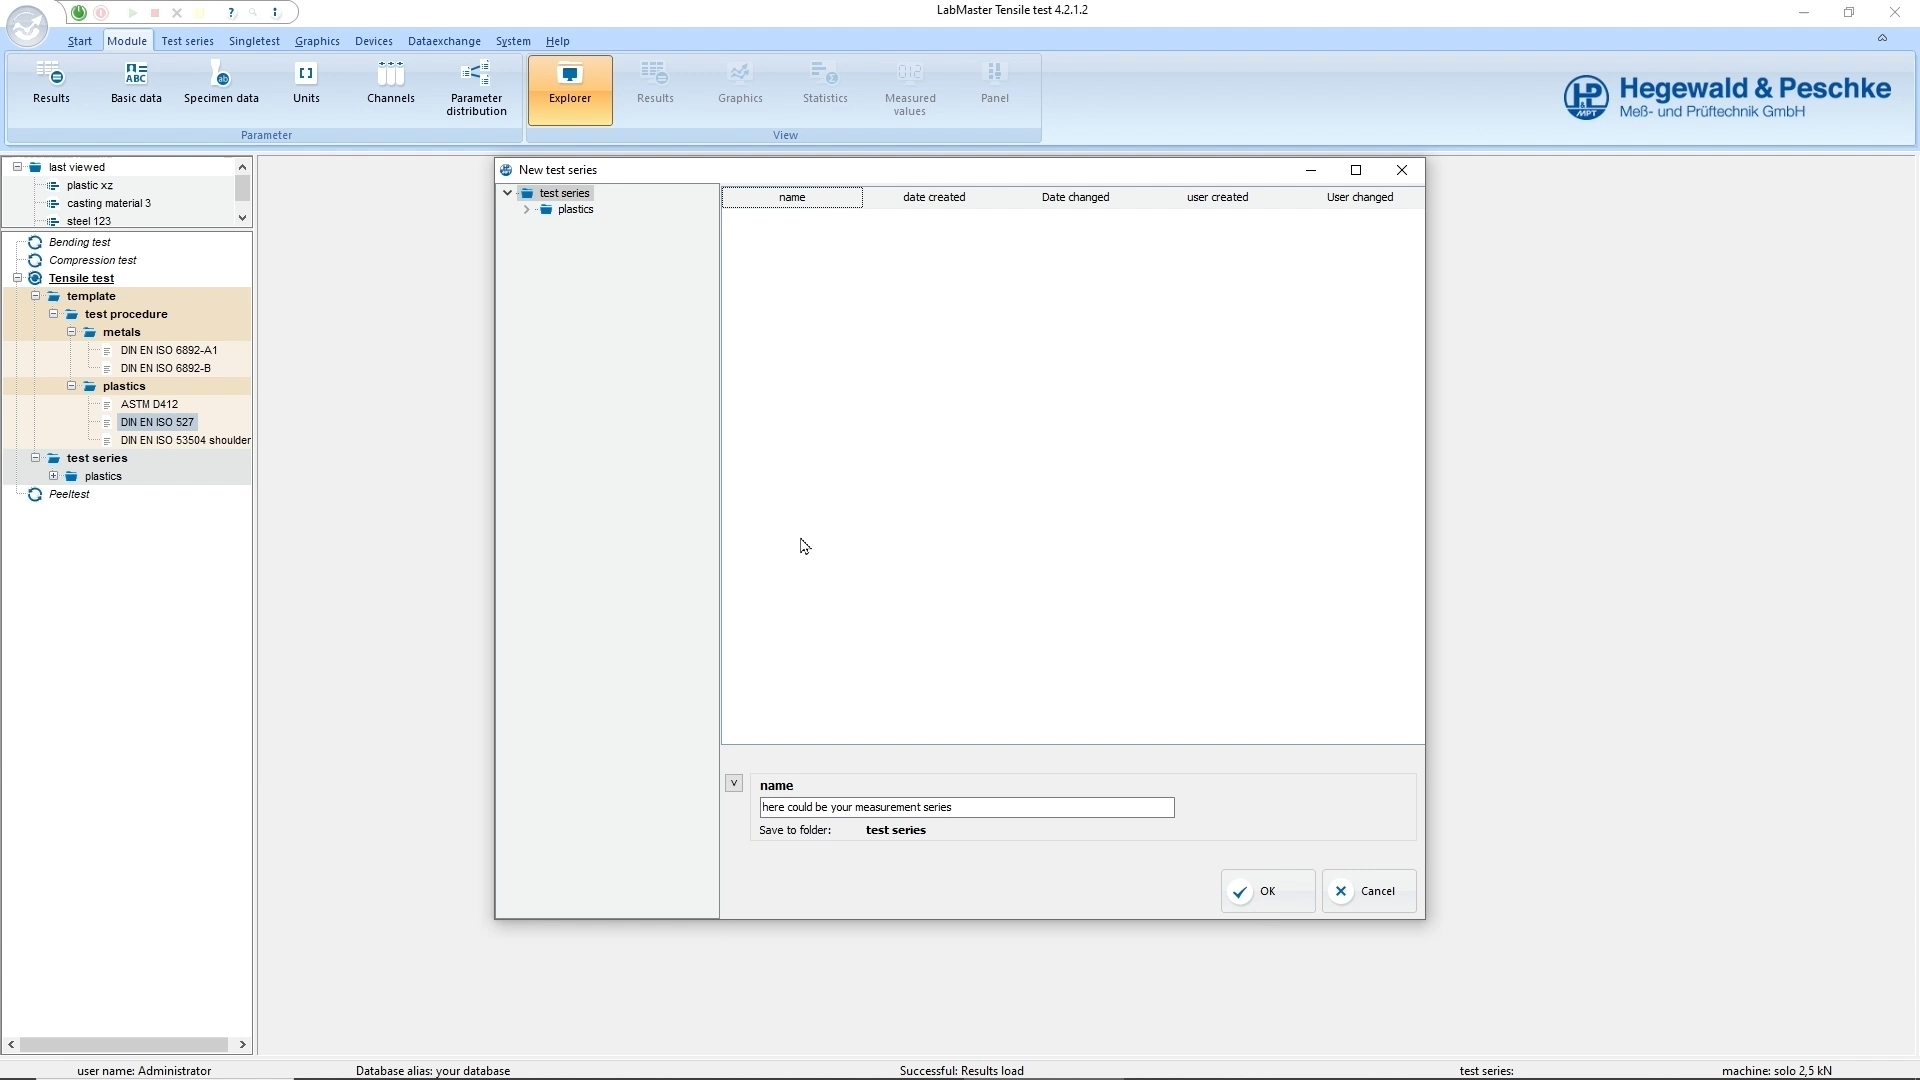 LabMaster Tensile test 4.2.1.2
Start Module Test series Singletest Graphics Devices Dataexchange System Help
Results Basic data Specimen data Units Channels Parameter distribution Explorer Results Graphics Statistics Measured values Panel
Parameter View
Hegewald & Peschke
Meß- und Prüftechnik GmbH
H&P
MPT
last viewed
plastic xz
casting material 3
steel 123
Bending test
Compression test
Tensile test
template
test procedure
metals
DIN EN ISO 6892-A1
DIN EN ISO 6892-B
plastics
ASTM D412
DIN EN ISO 527
DIN EN ISO 53504 shoulder
test series
plastics
Peeltest
New test series
test series
plastics
name date created Date changed user created User changed
name
here could be your measurement series
Save to folder: test series
OK Cancel
user name: Administrator Database alias: your database Successful: Results load test series: machine: solo 2,5 kN